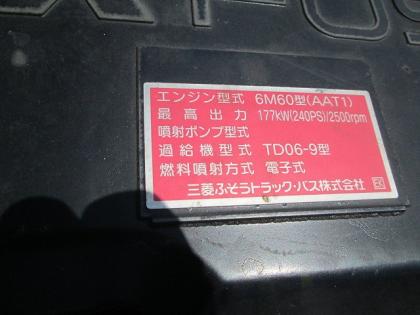 エンジン型式 6M60型(AAT1)
最高出力 177kW(240PS)/2500rpm
噴射ポンプ型式
過給機型式 TD06-9型
燃料噴射方式 電子式
三菱ふそうトラック・バス株式会社